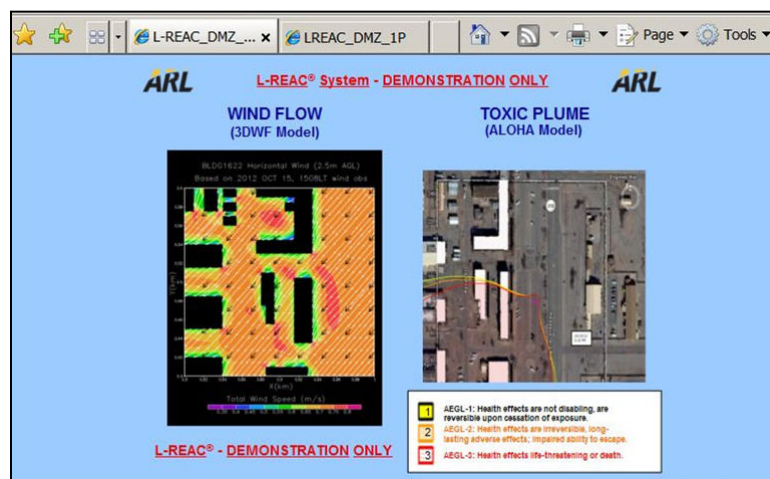 L-REAC_DMZ_... x
LREAC_DMZ_1P
Page
Tools
ARL
L-REAC® System - DEMONSTRATION ONLY
ARL
WIND FLOW
(3DWF Model)
TOXIC PLUME
(ALOHA Model)
BLDG1622 Horizontal Wind (2.5m AGL)
Based on 2012 OCT 15, 1508LT wind obs
Y(km)
X(km)
Total Wind Speed (m/s)
1 AEGL-1: Health effects are not disabling, are
reversible upon cessation of exposure.
2 AEGL-2: Health effects are irreversible, long-
lasting adverse effects; impaired ability to escape.
3 AEGL-3: Health effects life-threatening or death.
L-REAC® - DEMONSTRATION ONLY